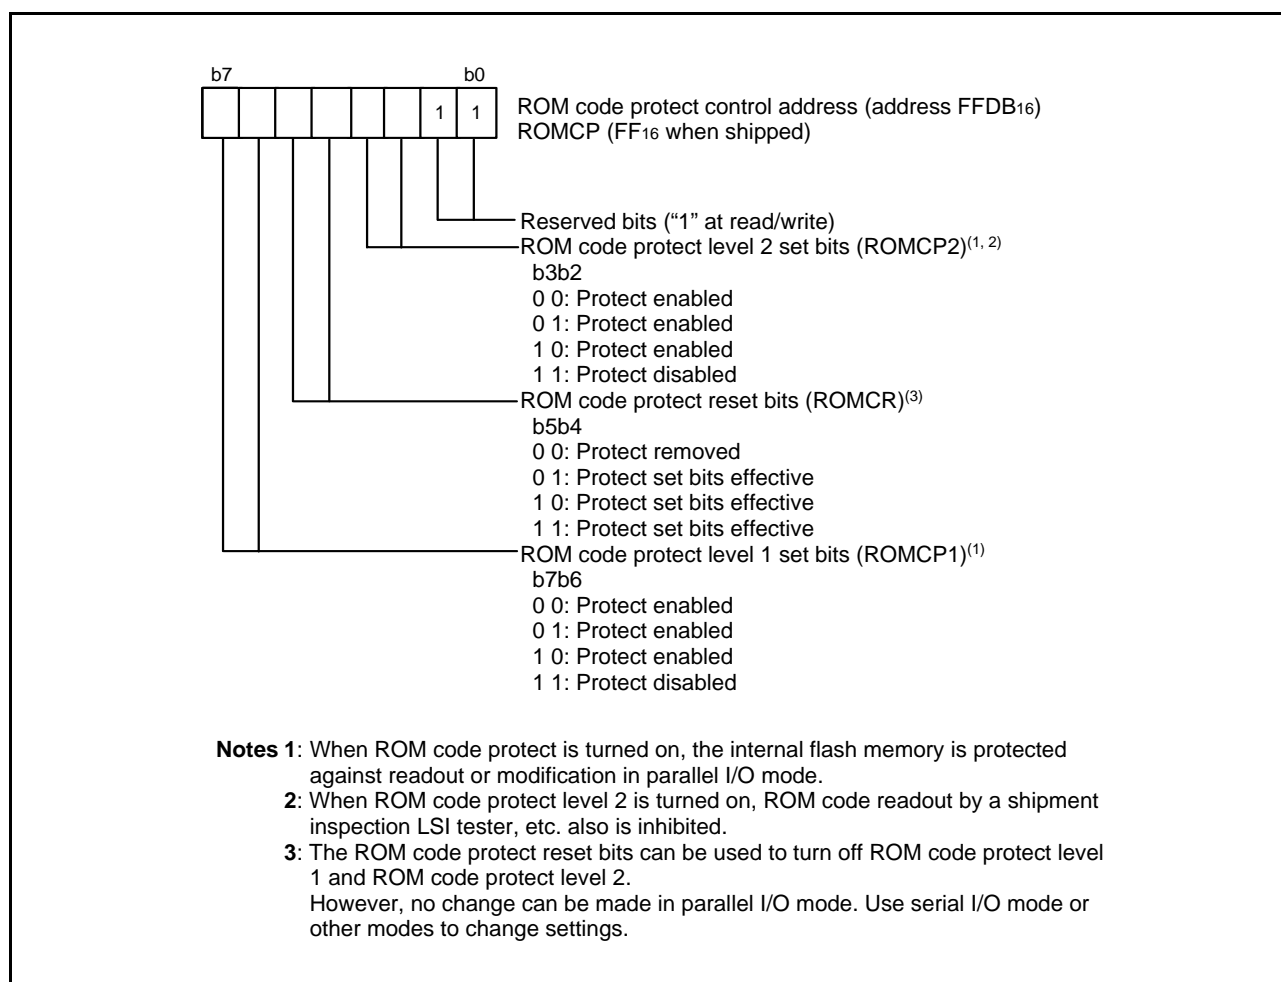 b7 b0
1 1
ROM code protect control address (address FFDB16)
ROMCP (FF16 when shipped)
Reserved bits (“1” at read/write)
ROM code protect level 2 set bits (ROMCP2)(1, 2)
b3b2
0 0: Protect enabled
0 1: Protect enabled
1 0: Protect enabled
1 1: Protect disabled
ROM code protect reset bits (ROMCR)(3)
b5b4
0 0: Protect removed
0 1: Protect set bits effective
1 0: Protect set bits effective
1 1: Protect set bits effective
ROM code protect level 1 set bits (ROMCP1)(1)
b7b6
0 0: Protect enabled
0 1: Protect enabled
1 0: Protect enabled
1 1: Protect disabled
Notes 1: When ROM code protect is turned on, the internal flash memory is protected
against readout or modification in parallel I/O mode.
2: When ROM code protect level 2 is turned on, ROM code readout by a shipment
inspection LSI tester, etc. also is inhibited.
3: The ROM code protect reset bits can be used to turn off ROM code protect level
1 and ROM code protect level 2.
However, no change can be made in parallel I/O mode. Use serial I/O mode or
other modes to change settings.